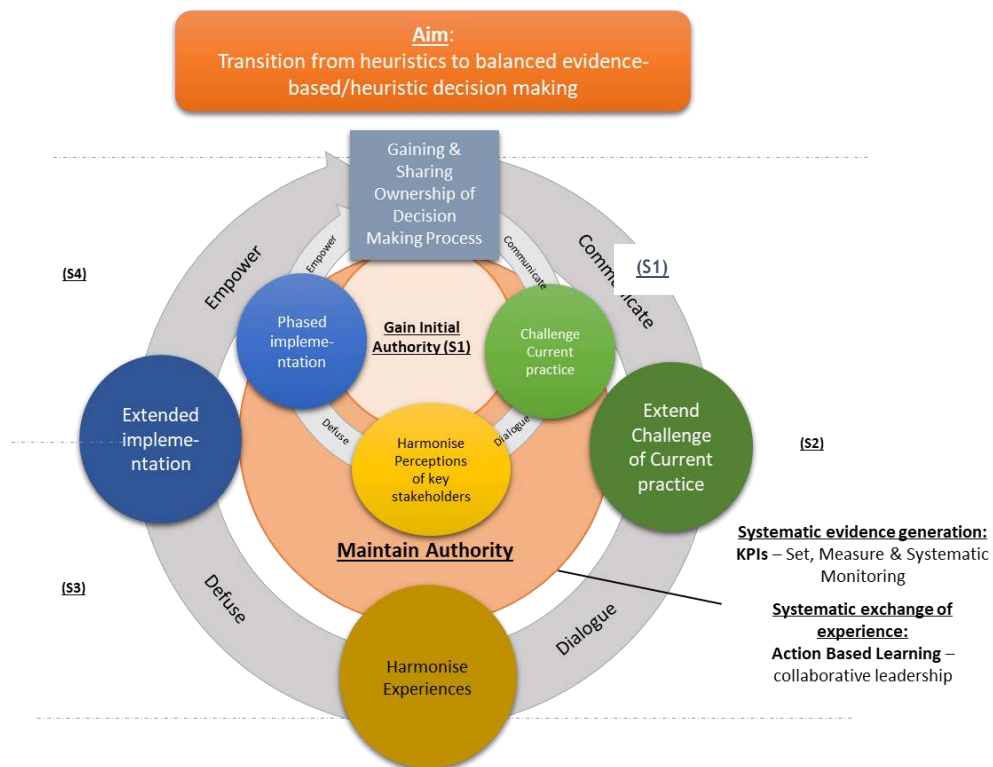 Aim:
Transition from heuristics to balanced evidence-
based/heuristic decision making
Gaining &
Sharing
Ownership of
Decision
Making Process
Empower
Communicate
(S1)
(S4)
Empower
Communicate
Phased
impleme-
ntation
Gain Initial
Authority (S1)
Challenge
Current
practice
Extended
impleme-
ntation
Defuse
Harmonise
Perceptions
of key
stakeholders
Dialogue
Extend
Challenge
of Current
practice
(S2)
Maintain Authority
Systematic evidence generation:
KPIs – Set, Measure & Systematic
Monitoring
(S3)
Defuse
Dialogue
Systematic exchange of
experience:
Action Based Learning –
collaborative leadership
Harmonise
Experiences